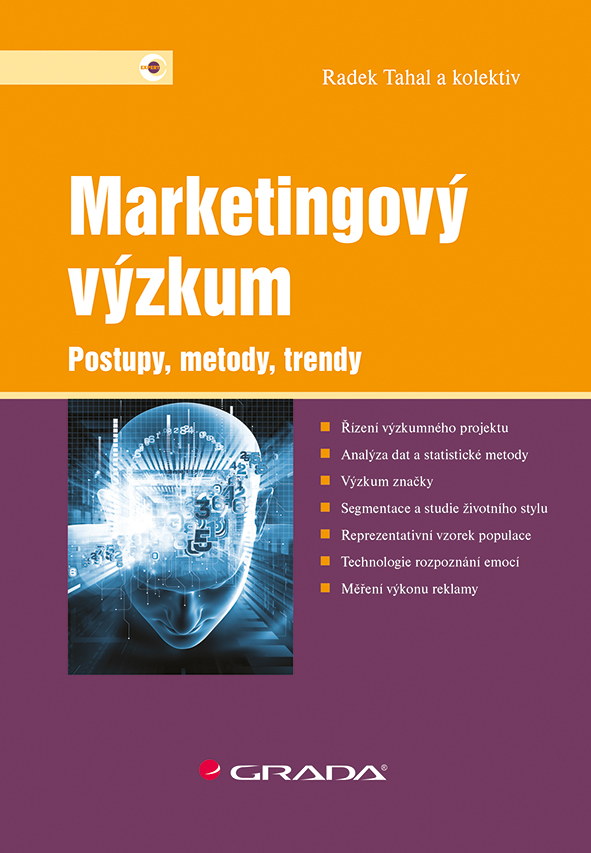 EXPERT
Radek Tahal a kolektiv
Marketingový
výzkum
Postupy, metody, trendy
Řízení výzkumného projektu
Analýza dat a statistické metody
Výzkum značky
Segmentace a studie životního stylu
Reprezentativní vzorek populace
Technologie rozpoznání emocí
Měření výkonu reklamy
GRADA®